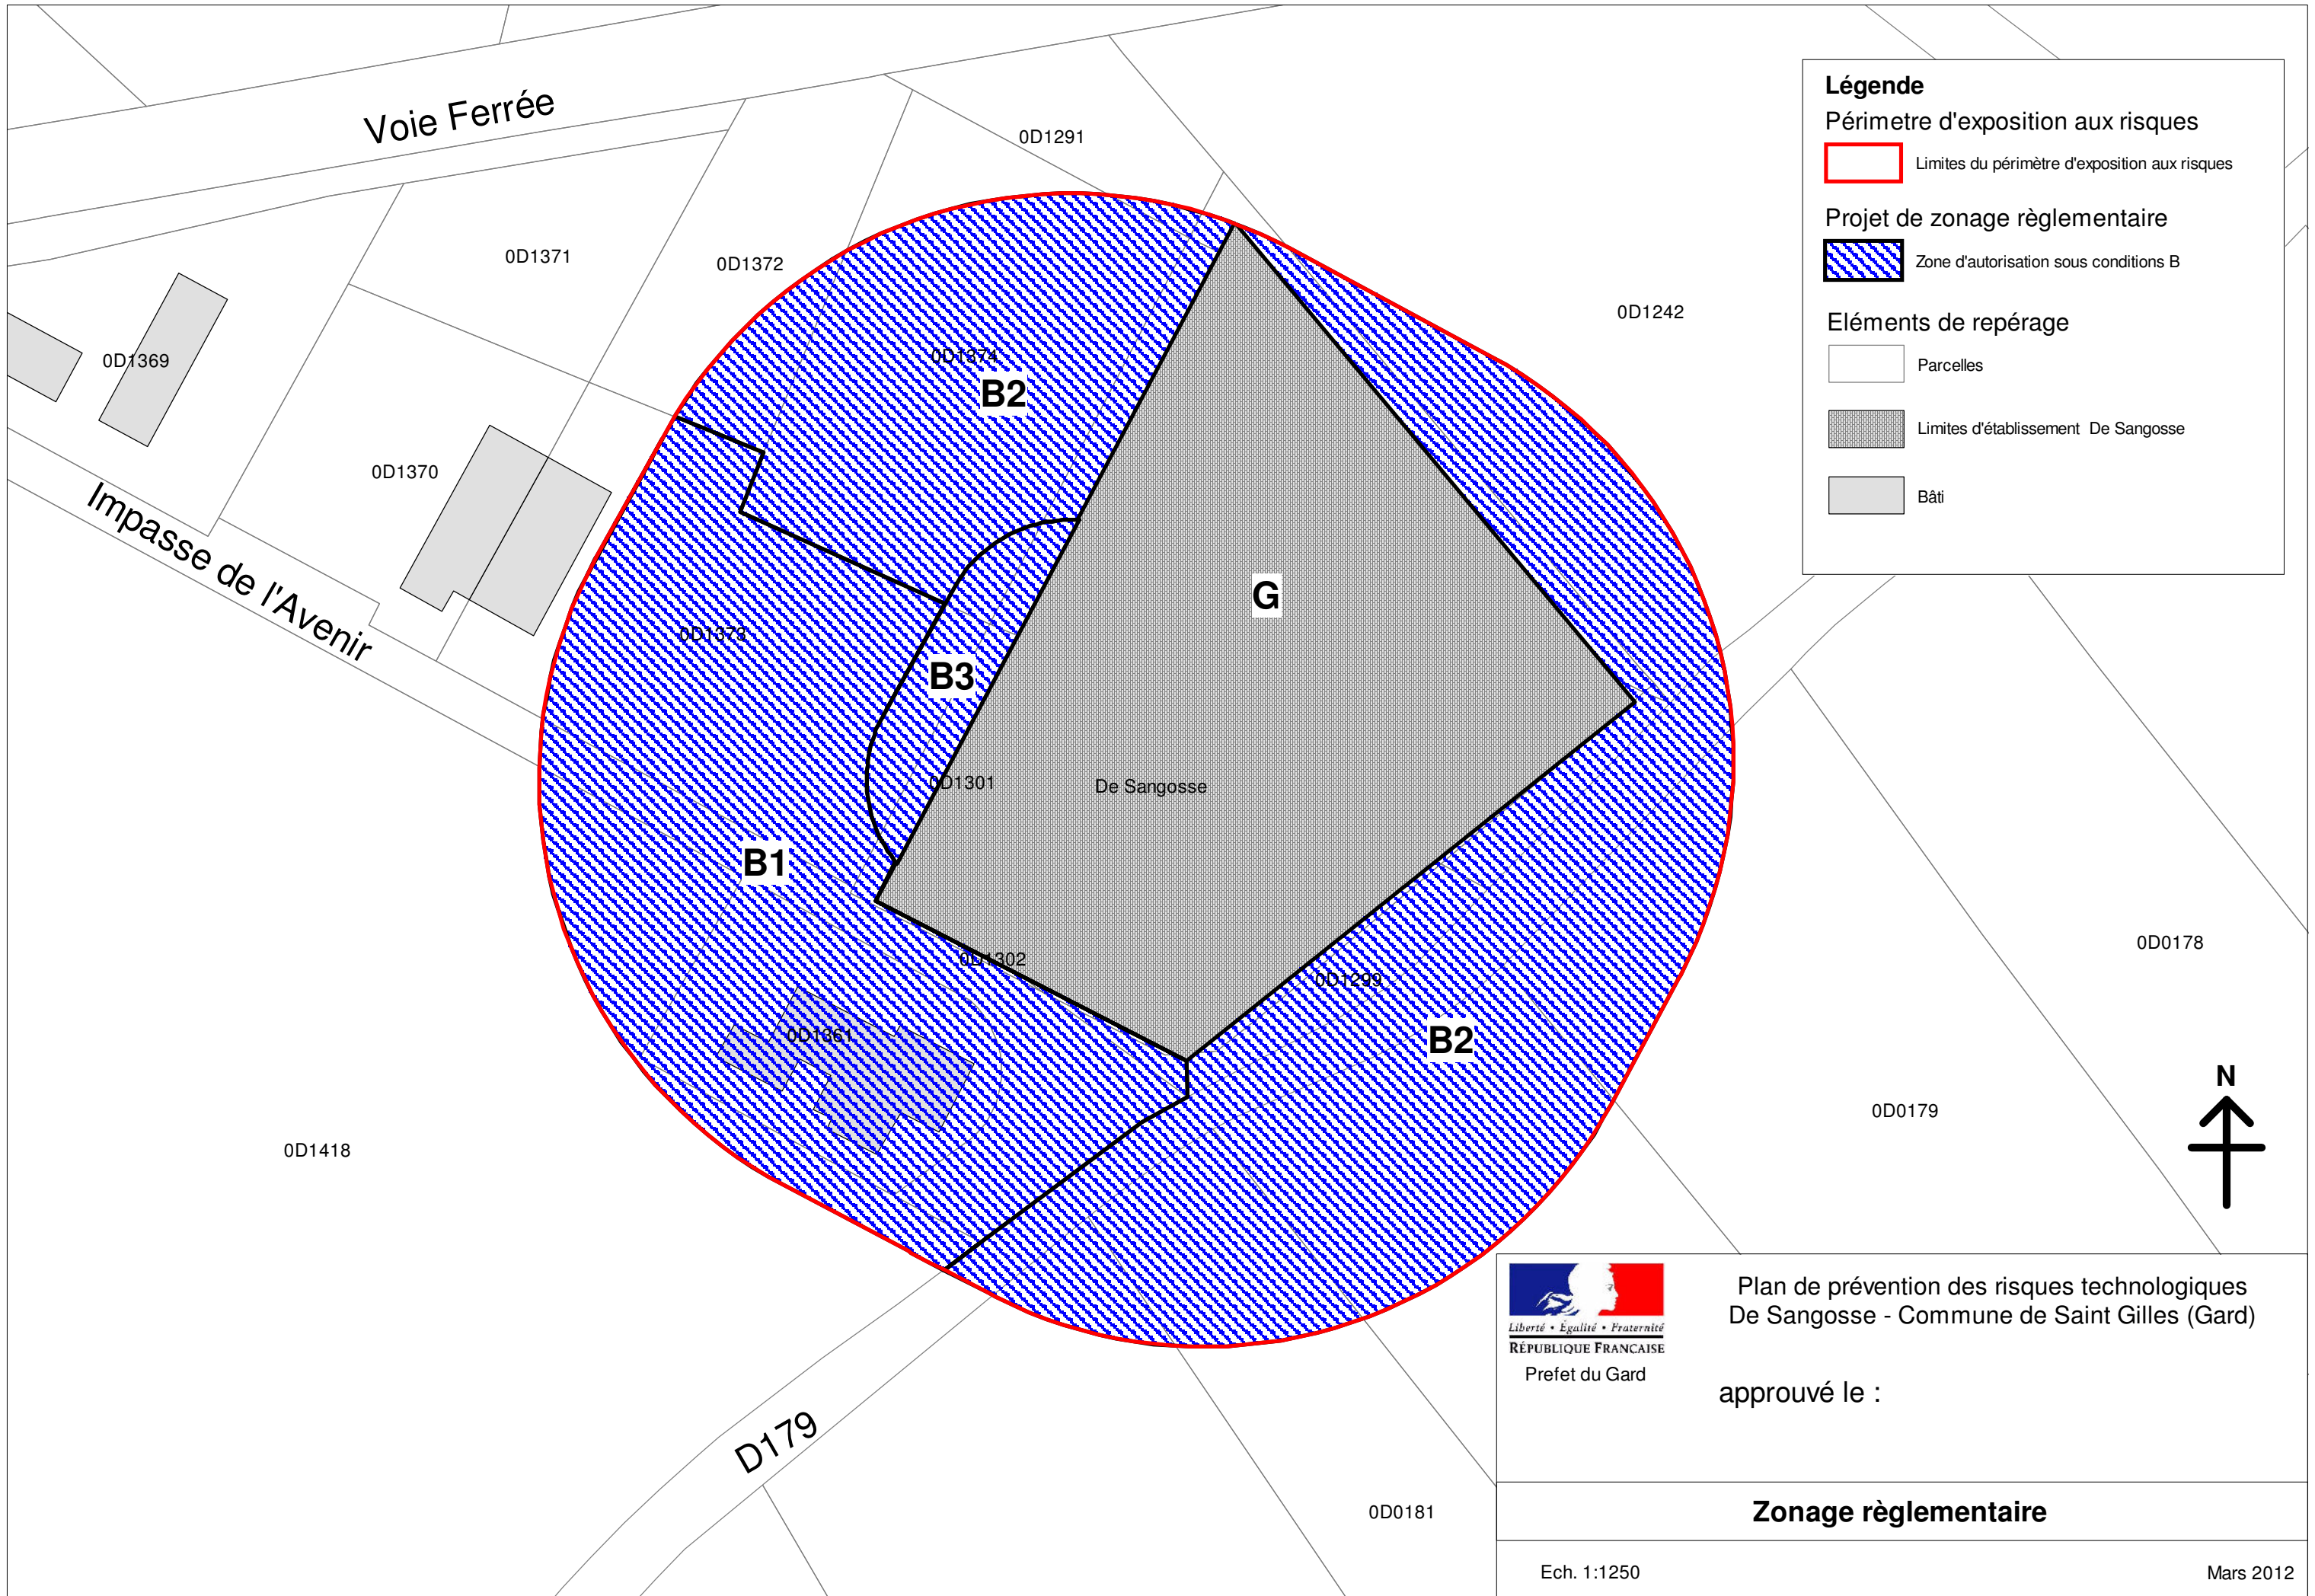 Voie Ferrée
0D1291
0D1371
0D1372
0D1242
0D1369
0D1374
B2
0D1370
Impasse de l'Avenir
G
0D1373
B3
0D1301
De Sangosse
B1
0D1302
0D1299
0D1361
B2
0D0178
0D0179
0D1418
D179
0D0181
N
Légende
Périmetre d'exposition aux risques
Limites du périmètre d'exposition aux risques
Projet de zonage règlementaire
Zone d'autorisation sous conditions B
Eléments de repérage
Parcelles
Limites d'établissement De Sangosse
Bâti
Liberté • Égalité • Fraternité
RÉPUBLIQUE FRANÇAISE
Prefet du Gard
Plan de prévention des risques technologiques
De Sangosse - Commune de Saint Gilles (Gard)
approuvé le :
Zonage règlementaire
Ech. 1:1250
Mars 2012